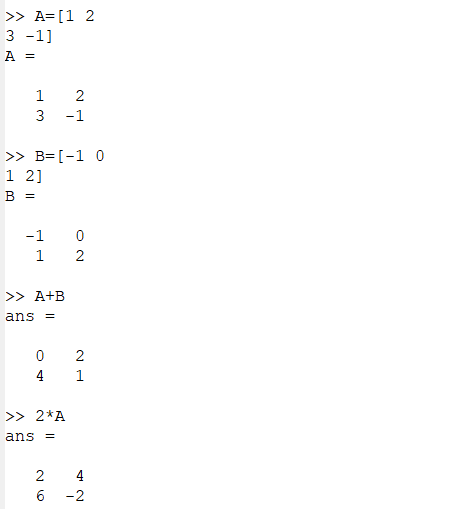 >> A=[1 2
3 -1]
A =
1 2
3 -1
>> B=[-1 0
1 2]
B =
-1 0
1 2
>> A+B
ans =
0 2
4 1
>> 2*A
ans =
2 4
6 -2